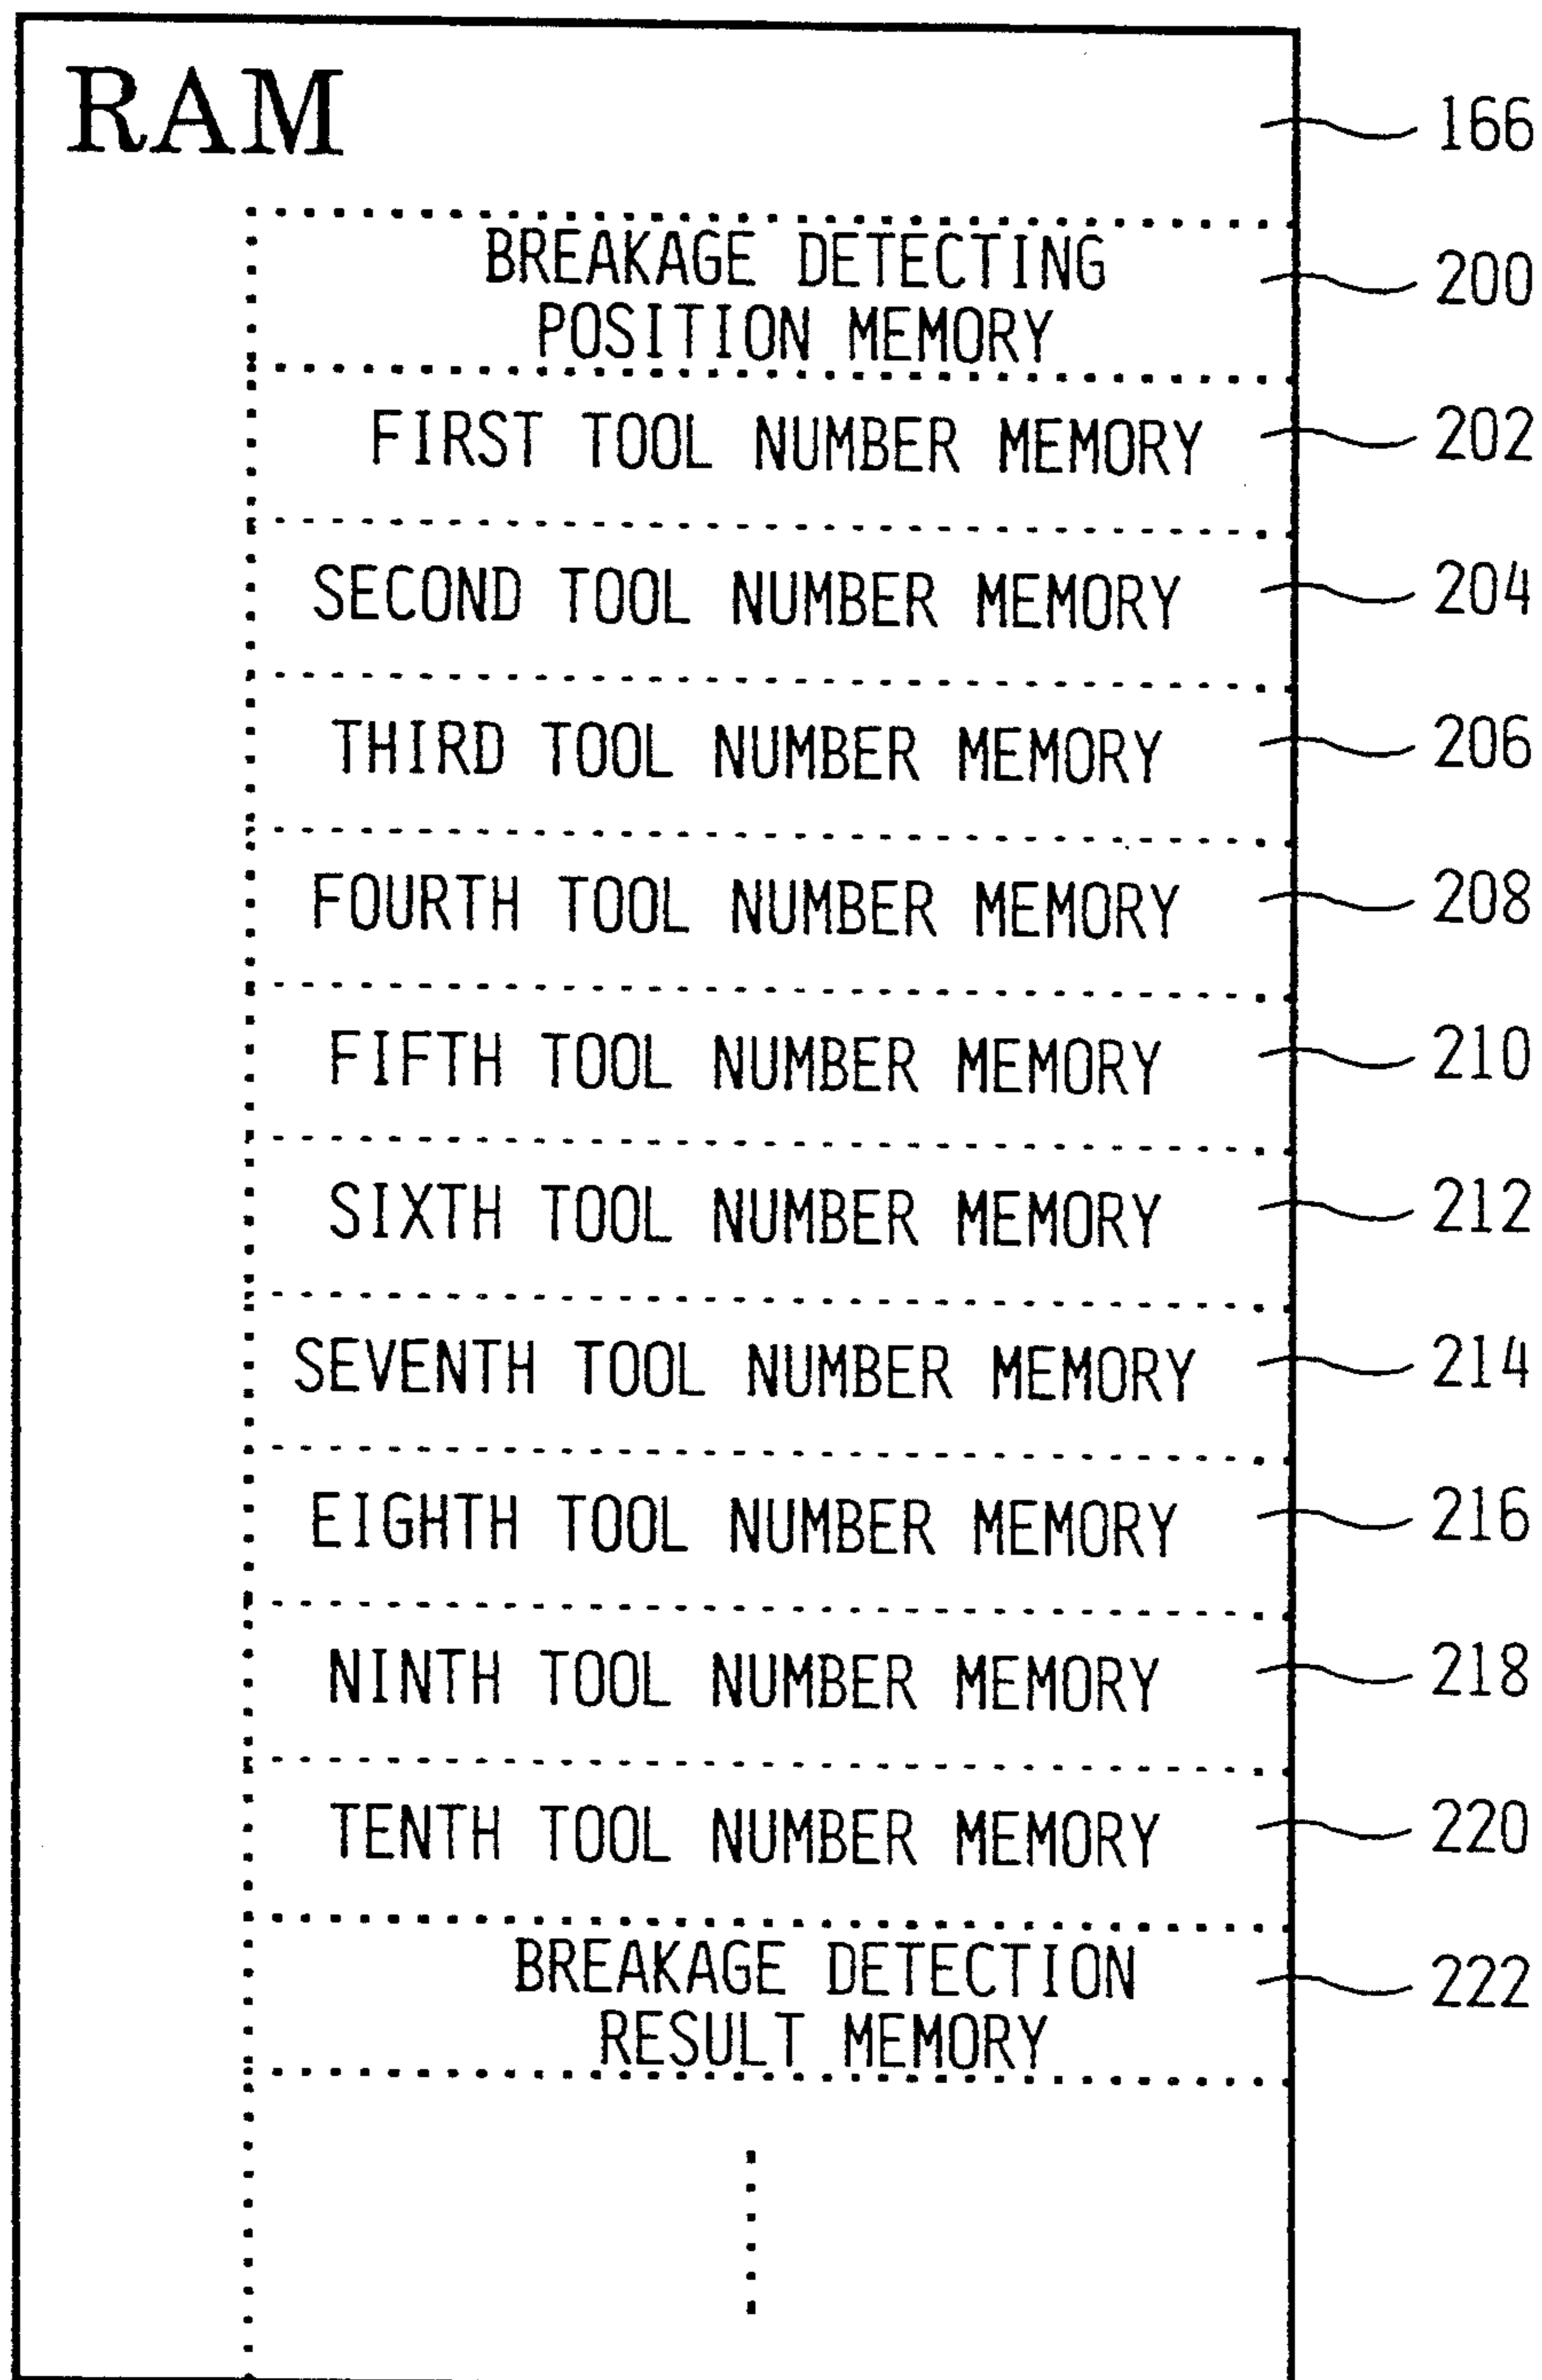 RAM
166
BREAKAGE DETECTING
POSITION MEMORY
200
FIRST TOOL NUMBER MEMORY
202
SECOND TOOL NUMBER MEMORY
204
THIRD TOOL NUMBER MEMORY
206
FOURTH TOOL NUMBER MEMORY
208
FIFTH TOOL NUMBER MEMORY
210
SIXTH TOOL NUMBER MEMORY
212
SEVENTH TOOL NUMBER MEMORY
214
EIGHTH TOOL NUMBER MEMORY
216
NINTH TOOL NUMBER MEMORY
218
TENTH TOOL NUMBER MEMORY
220
BREAKAGE DETECTION
RESULT MEMORY
222